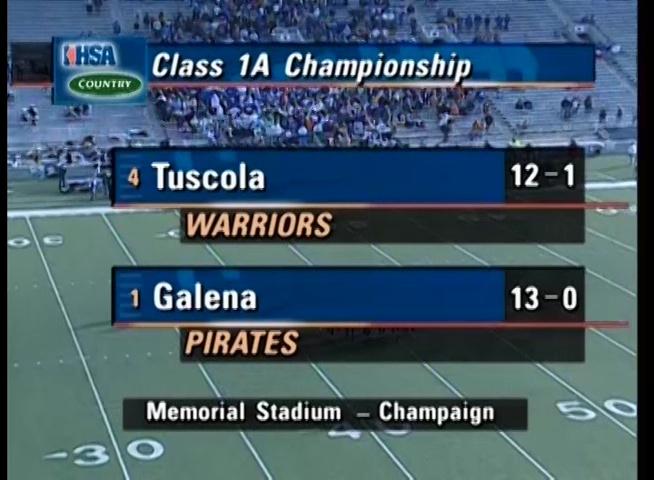 IHSA
COUNTRY
Class 1A Championship
4 Tuscola 12-1
WARRIORS
1 Galena 13-0
PIRATES
Memorial Stadium - Champaign
30 40 50